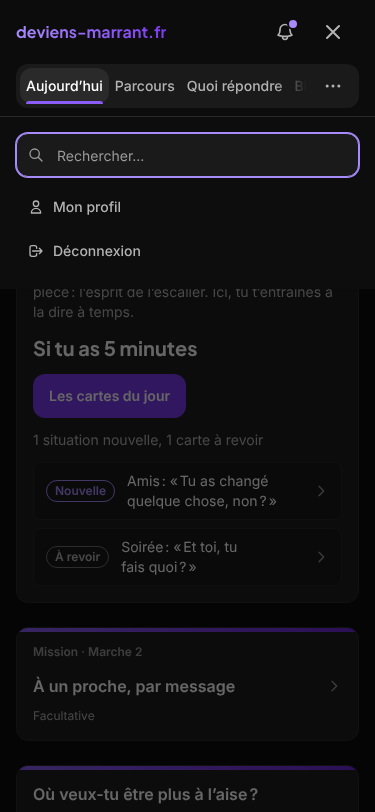 deviens-marrant.fr
Aujourd'hui Parcours Quoi répondre B ...
Rechercher...
Mon profil
Déconnexion
pièce : l'esprit de l'escalier. Ici, tu t'entraînes à
la dire à temps.
Si tu as 5 minutes
Les cartes du jour
1 situation nouvelle, 1 carte à revoir
Nouvelle
Amis : « Tu as changé
quelque chose, non ? »
À revoir
Soirée : « Et toi, tu
fais quoi ? »
Mission · Marche 2
À un proche, par message
Facultative
Où veux-tu être plus à l'aise ?